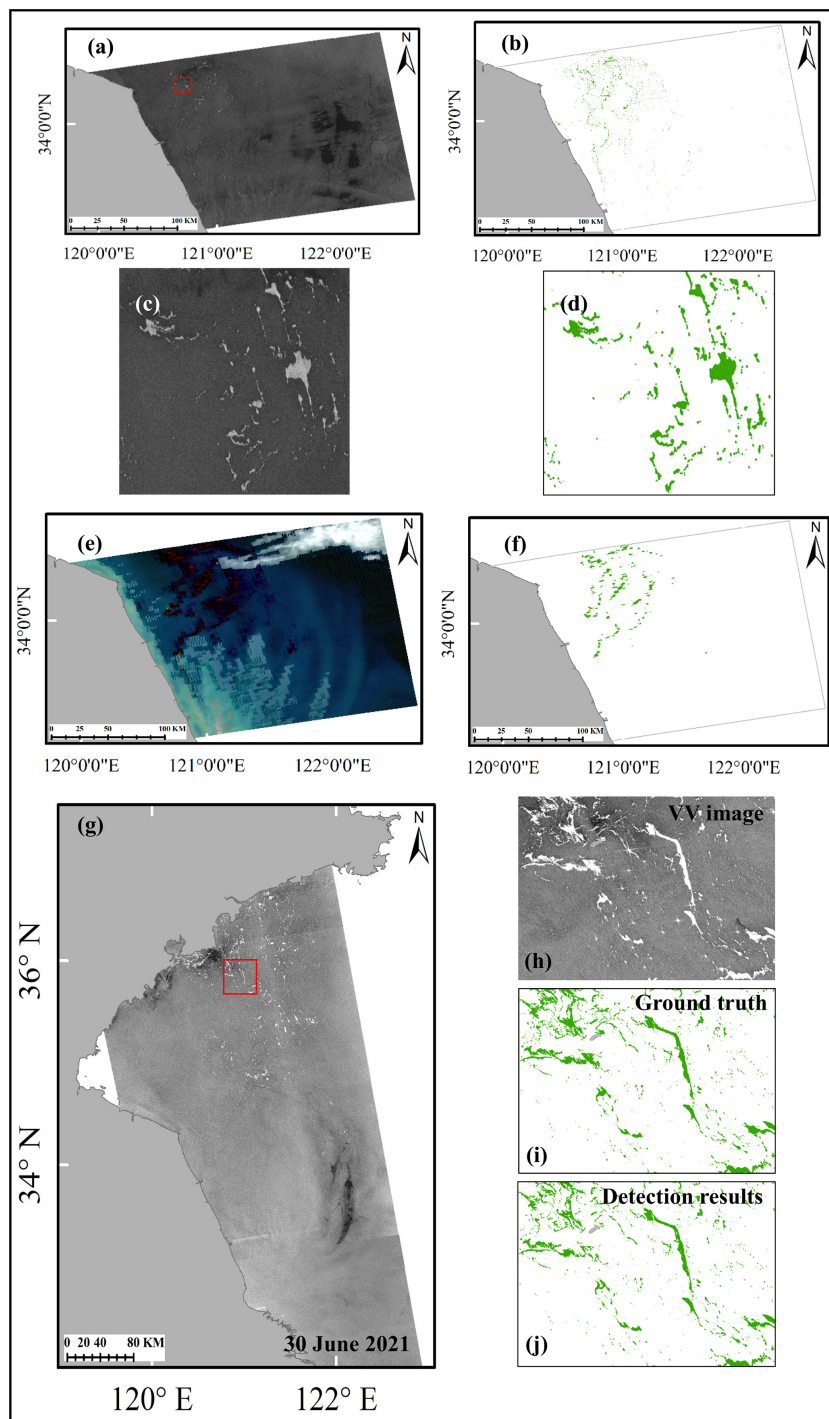 (a)
N
34°0'0"N
0 25 50 100 KM
120°0'0"E 121°0'0"E 122°0'0"E
(b)
N
34°0'0"N
0 25 50 100 KM
120°0'0"E 121°0'0"E 122°0'0"E
(c)
(d)
(e)
N
34°0'0"N
0 25 50 100 KM
120°0'0"E 121°0'0"E 122°0'0"E
(f)
N
34°0'0"N
0 25 50 100 KM
120°0'0"E 121°0'0"E 122°0'0"E
(g)
N
36° N
34° N
0 20 40 80 KM
30 June 2021
120° E 122° E
VV image
(h)
Ground truth
(i)
Detection results
(j)